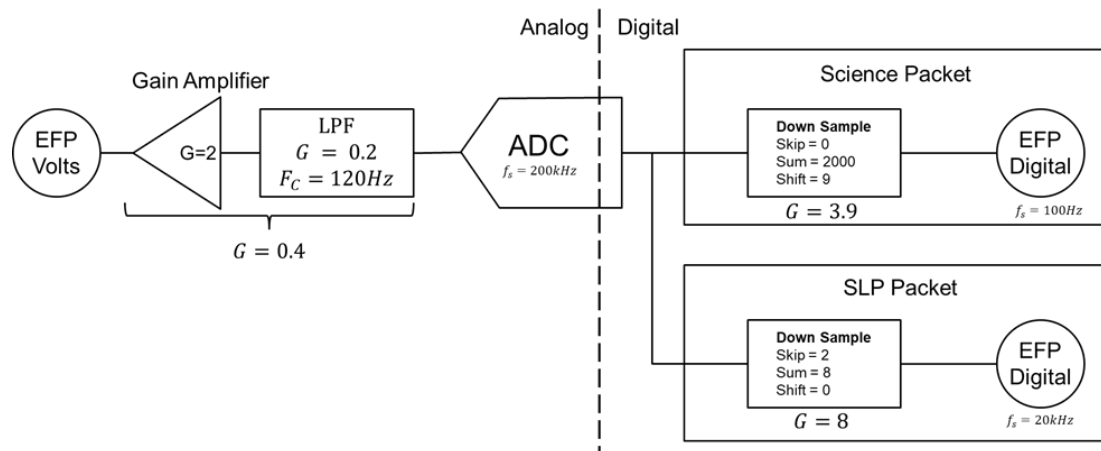 Analog
Digital
Gain Amplifier
EFP
Volts
G=2
LPF
G = 0.2
F_C = 120Hz
G = 0.4
ADC
f_s = 200kHz
Science Packet
Down Sample
Skip = 0
Sum = 2000
Shift = 9
G = 3.9
EFP
Digital
f_s = 100Hz
SLP Packet
Down Sample
Skip = 2
Sum = 8
Shift = 0
G = 8
EFP
Digital
f_s = 20kHz